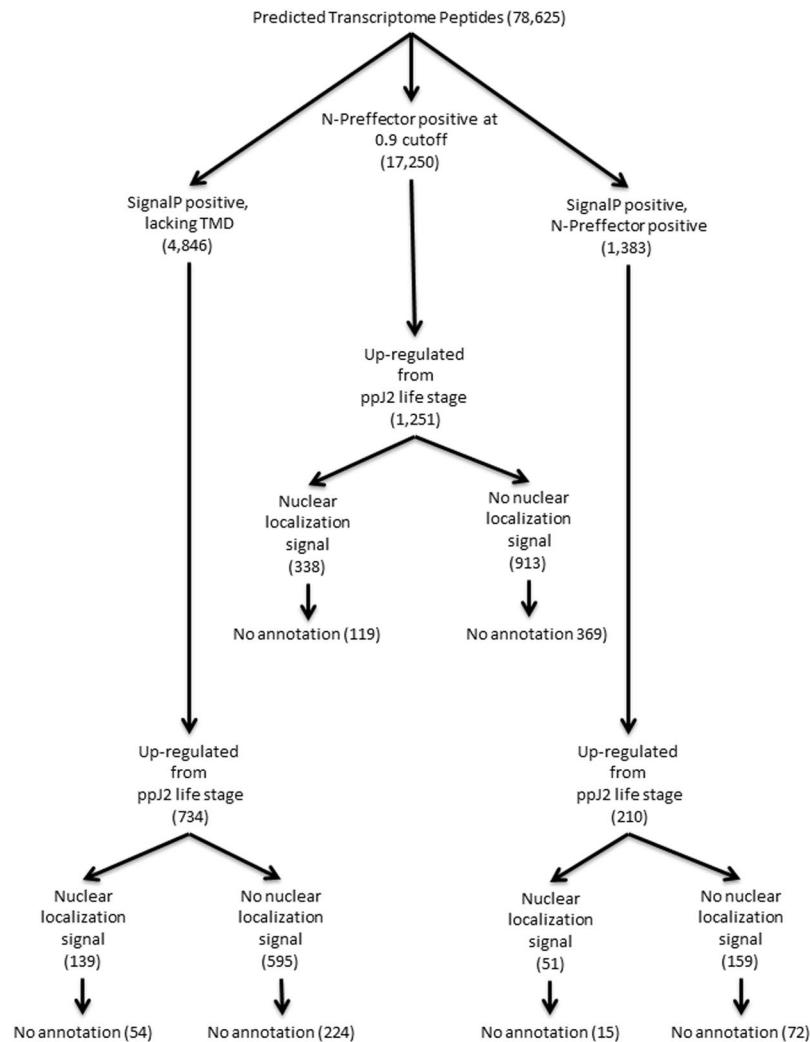 Predicted Transcriptome Peptides (78,625)
N-Preffector positive at
0.9 cutoff
(17,250)
SignalP positive,
lacking TMD
(4,846)
SignalP positive,
N-Preffector positive
(1,383)
Up-regulated
from
ppJ2 life stage
(1,251)
Nuclear
localization
signal
(338)
No nuclear
localization
signal
(913)
No annotation (119)
No annotation 369)
Up-regulated
from
ppJ2 life stage
(734)
Up-regulated
from
ppJ2 life stage
(210)
Nuclear
localization
signal
(139)
No nuclear
localization
signal
(595)
Nuclear
localization
signal
(51)
No nuclear
localization
signal
(159)
No annotation (54)
No annotation (224)
No annotation (15)
No annotation (72)